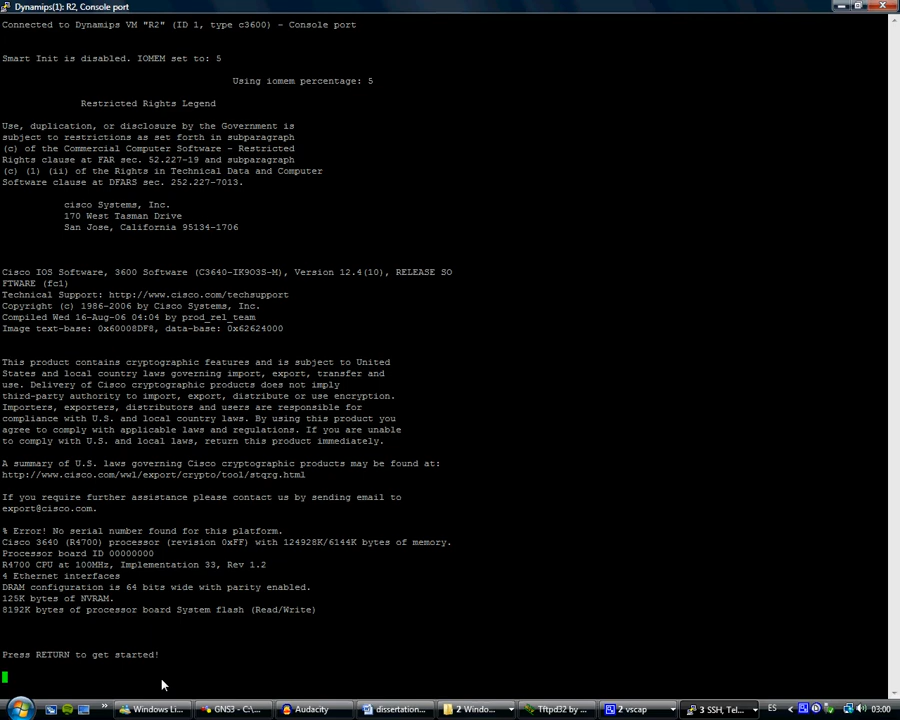 Dynamips(1): R2, Console port
Connected to Dynamips VM "R2" (ID 1, type c3600) - Console port
Smart Init is disabled. IOMEM set to: 5
Using iomem percentage: 5
Restricted Rights Legend
Use, duplication, or disclosure by the Government is
subject to restrictions as set forth in subparagraph
(c) of the Commercial Computer Software - Restricted
Rights clause at FAR sec. 52.227-19 and subparagraph
(c) (1) (ii) of the Rights in Technical Data and Computer
Software clause at DFARS sec. 252.227-7013.
cisco Systems, Inc.
170 West Tasman Drive
San Jose, California 95134-1706
Cisco IOS Software, 3600 Software (C3640-IK9O3S-M), Version 12.4(10), RELEASE SO
FTWARE (fc1)
Technical Support: http://www.cisco.com/techsupport
Copyright (c) 1986-2006 by Cisco Systems, Inc.
Compiled Wed 16-Aug-06 04:04 by prod_rel_team
Image text-base: 0x60008DF8, data-base: 0x62624000
This product contains cryptographic features and is subject to United
States and local country laws governing import, export, transfer and
use. Delivery of Cisco cryptographic products does not imply
third-party authority to import, export, distribute or use encryption.
Importers, exporters, distributors and users are responsible for
compliance with U.S. and local country laws. By using this product you
agree to comply with applicable laws and regulations. If you are unable
to comply with U.S. and local laws, return this product immediately.
A summary of U.S. laws governing Cisco cryptographic products may be found at:
http://www.cisco.com/wwl/export/crypto/tool/stqrg.html
If you require further assistance please contact us by sending email to
export@cisco.com.
% Error! No serial number found for this platform.
Cisco 3640 (R4700) processor (revision 0xFF) with 124928K/6144K bytes of memory.
Processor board ID 00000000
R4700 CPU at 100MHz, Implementation 33, Rev 1.2
4 Ethernet interfaces
DRAM configuration is 64 bits wide with parity enabled.
125K bytes of NVRAM.
8192K bytes of processor board System flash (Read/Write)
Press RETURN to get started!
Windows Li... GNS3 - C:\... Audacity dissertation... 2 Windo... Tftpd32 by ... 2 vscap 3 SSH, Tel... ES 03:00